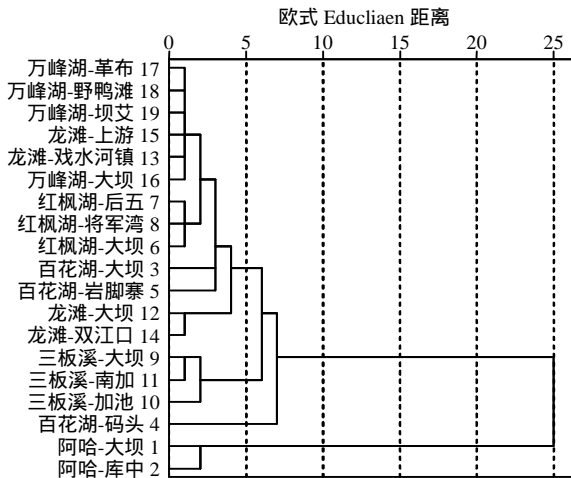 欧式 Educliaen 距离
0 5 10 15 20 25
万峰湖-革布 17
万峰湖-野鸭滩 18
万峰湖-坝艾 19
龙滩-上游 15
龙滩-戏水河镇 13
万峰湖-大坝 16
红枫湖-后五 7
红枫湖-将军湾 8
红枫湖-大坝 6
百花湖-大坝 3
百花湖-岩脚寨 5
龙滩-大坝 12
龙滩-双江口 14
三板溪-大坝 9
三板溪-南加 11
三板溪-加池 10
百花湖-码头 4
阿哈-大坝 1
阿哈-库中 2